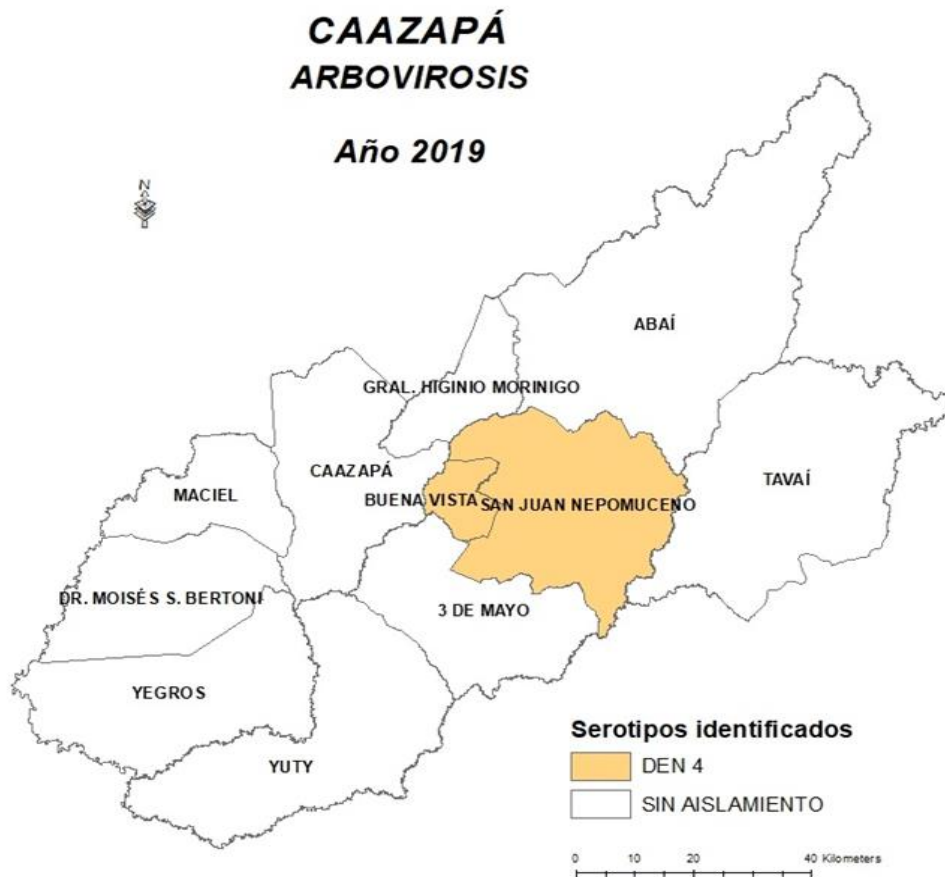 CAAZAPÁ
ARBOVIROSIS
Año 2019
N
ABAÍ
GRAL. HIGINIO MORINIGO
CAAZAPÁ
TAVAÍ
MACIEL
BUENA VISTA
SAN JUAN NEPOMUCENO
DR. MOISÉS S. BERTONI
3 DE MAYO
YEGROS
YUTY
Serotipos identificados
DEN 4
SIN AISLAMIENTO
0 10 20 40 Kilometers